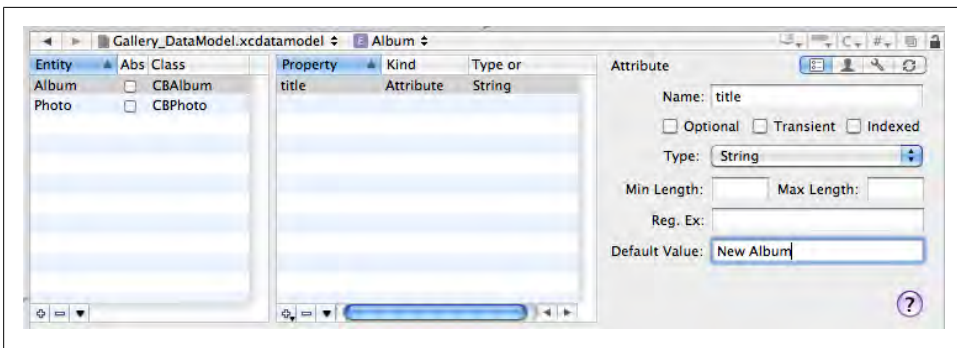 Gallery_DataModel.xcdatamodel Album
Entity Abs Class
Album CBAlbum
Photo CBPhoto
Property Kind Type or
title Attribute String
Attribute
Name: title
Optional Transient Indexed
Type: String
Min Length: Max Length:
Reg. Ex:
Default Value: New Album
?